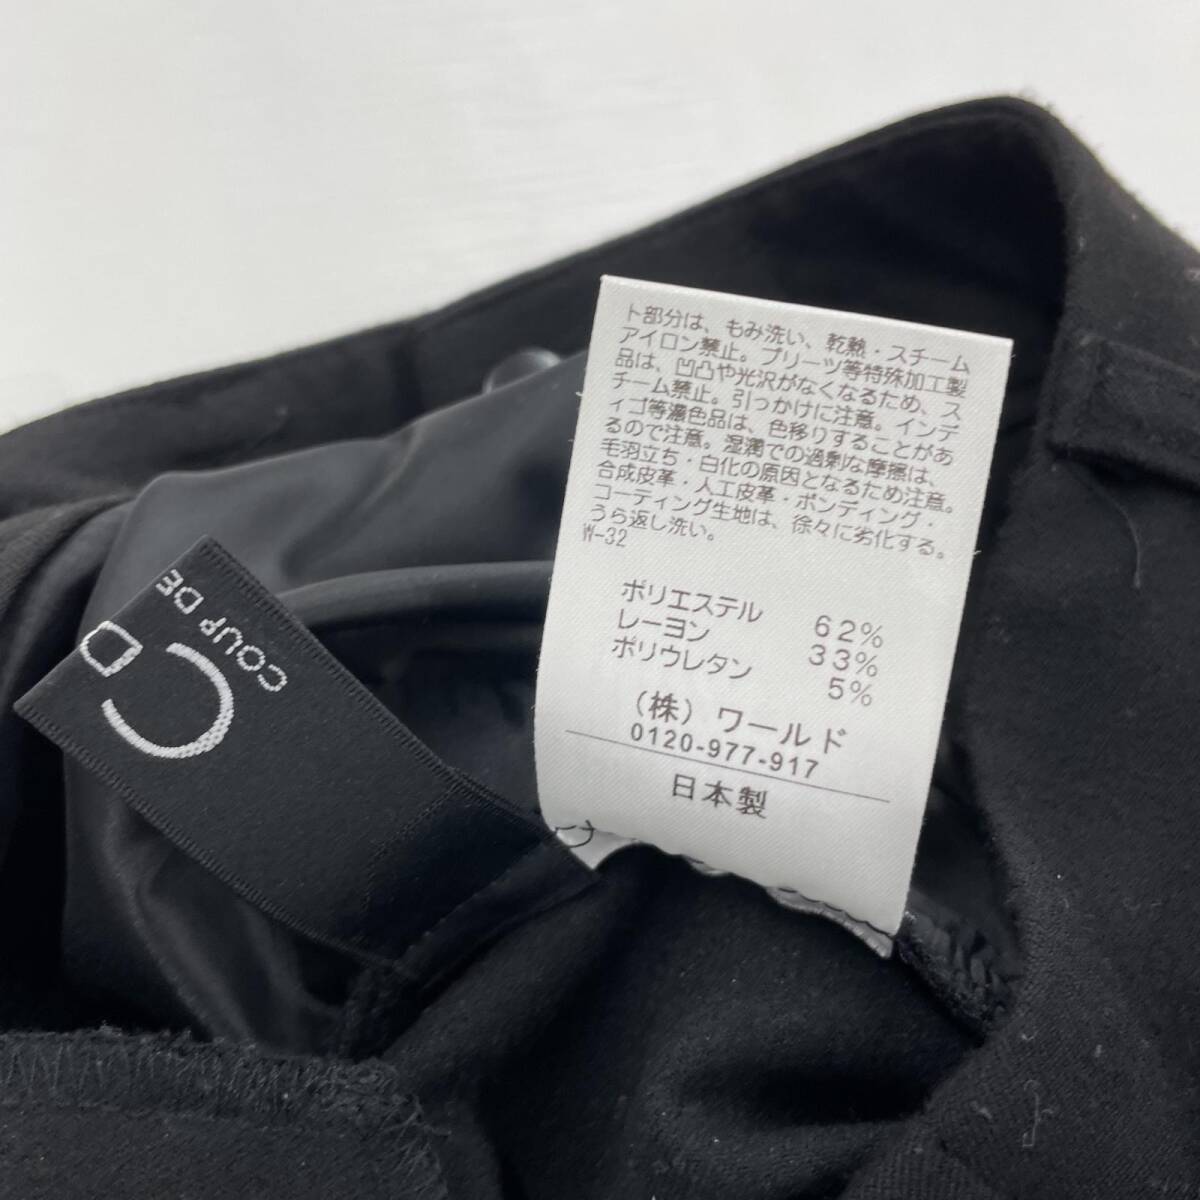 ト部分は、もみ洗い、乾熱・スチーム
アイロン禁止。プリーツ等特殊加工製
品は、凹凸や光沢がなくなるため、ス
チーム禁止。引っかけに注意。インデ
ィゴ等濃色品は、色移りすることがあ
るので注意。湿潤での過剰な摩擦は、
毛羽立ち・白化の原因となるため注意。
合成皮革・人工皮革・ボンディング・
コーティング生地は、徐々に劣化する。
うら返し洗い。
W-32
ポリエステル 62%
レーヨン 33%
ポリウレタン 5%
(株) ワールド
0120-977-917
日本製
COUP DE
CD